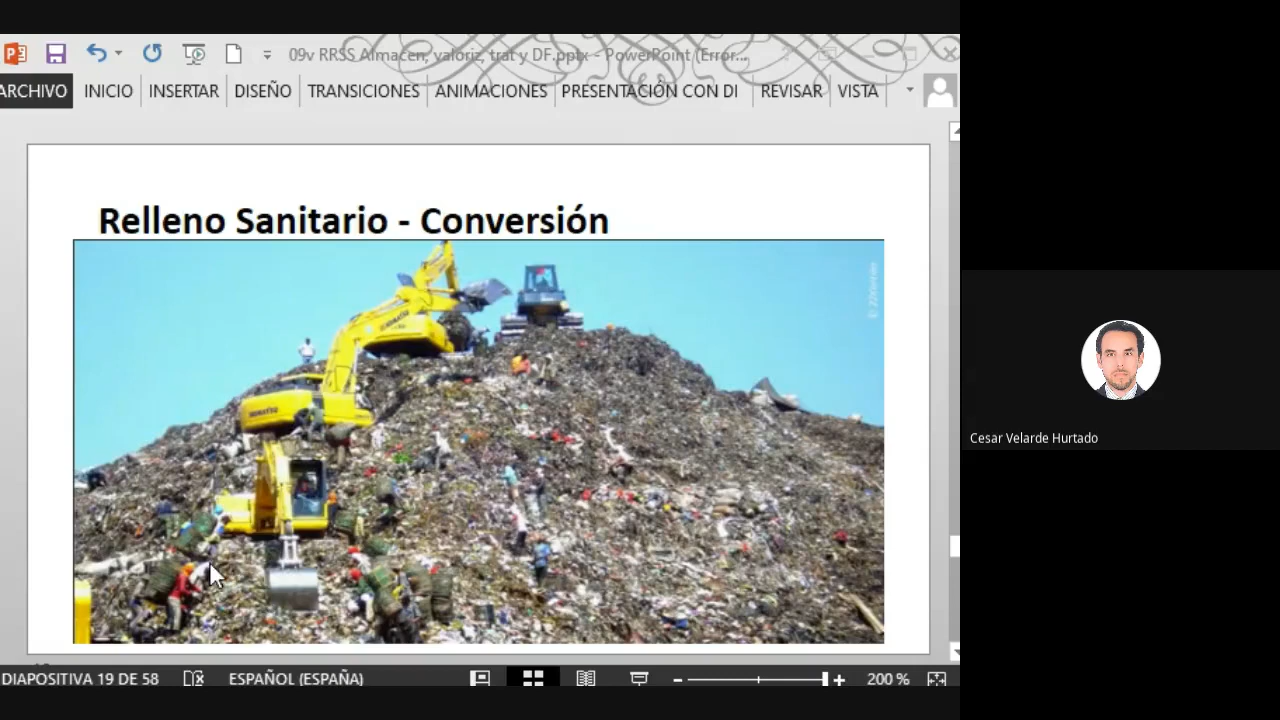 09v RRSS Almacen, valoriz, trat y DF.pptx - PowerPoint (Error...
ARCHIVO INICIO INSERTAR DISEÑO TRANSICIONES ANIMACIONES PRESENTACIÓN CON DI REVISAR VISTA
Relleno Sanitario - Conversión
KOMATSU
Cesar Velarde Hurtado
DIAPOSITIVA 19 DE 58 ESPAÑOL (ESPAÑA) 200 %